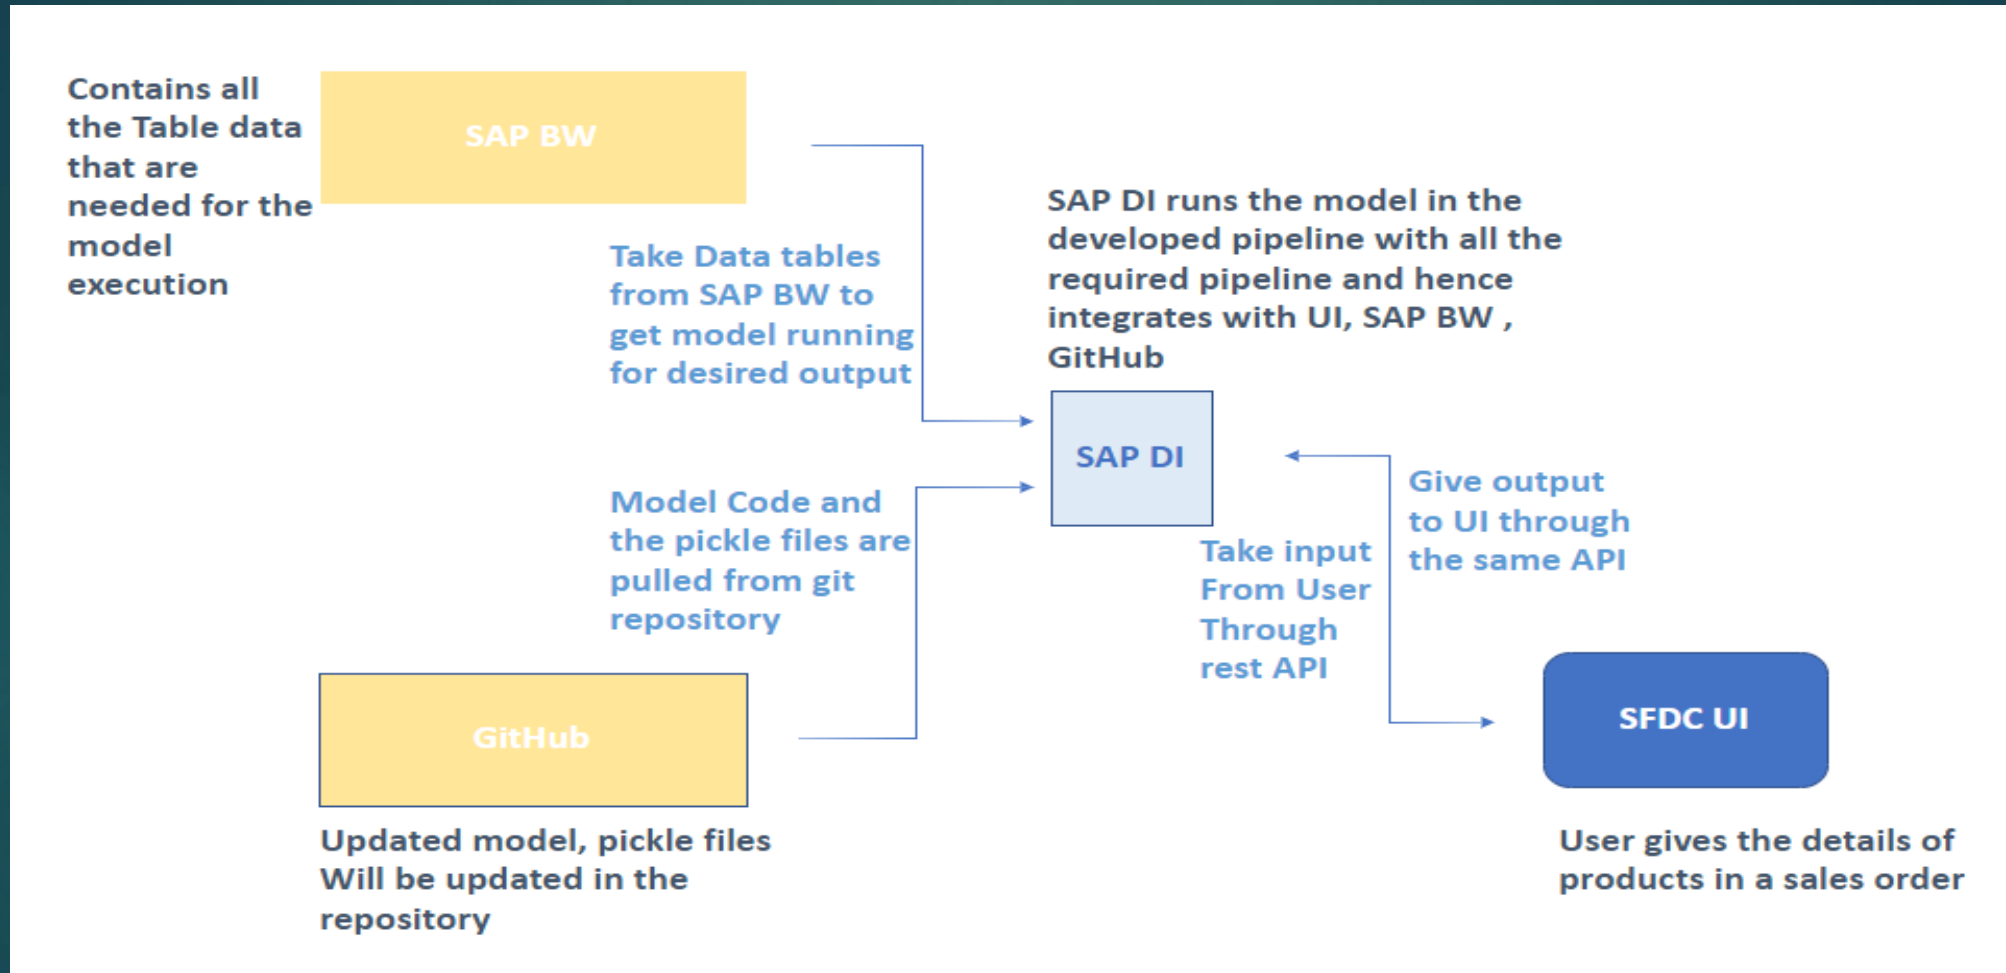 Contains all
the Table data
that are
needed for the
model
execution
SAP BW
Take Data tables
from SAP BW to
get model running
for desired output
SAP DI runs the model in the
developed pipeline with all the
required pipeline and hence
integrates with UI, SAP BW ,
GitHub
SAP DI
Model Code and
the pickle files are
pulled from git
repository
Give output
to UI through
the same API
Take input
From User
Through
rest API
GitHub
Updated model, pickle files
Will be updated in the
repository
SFDC UI
User gives the details of
products in a sales order